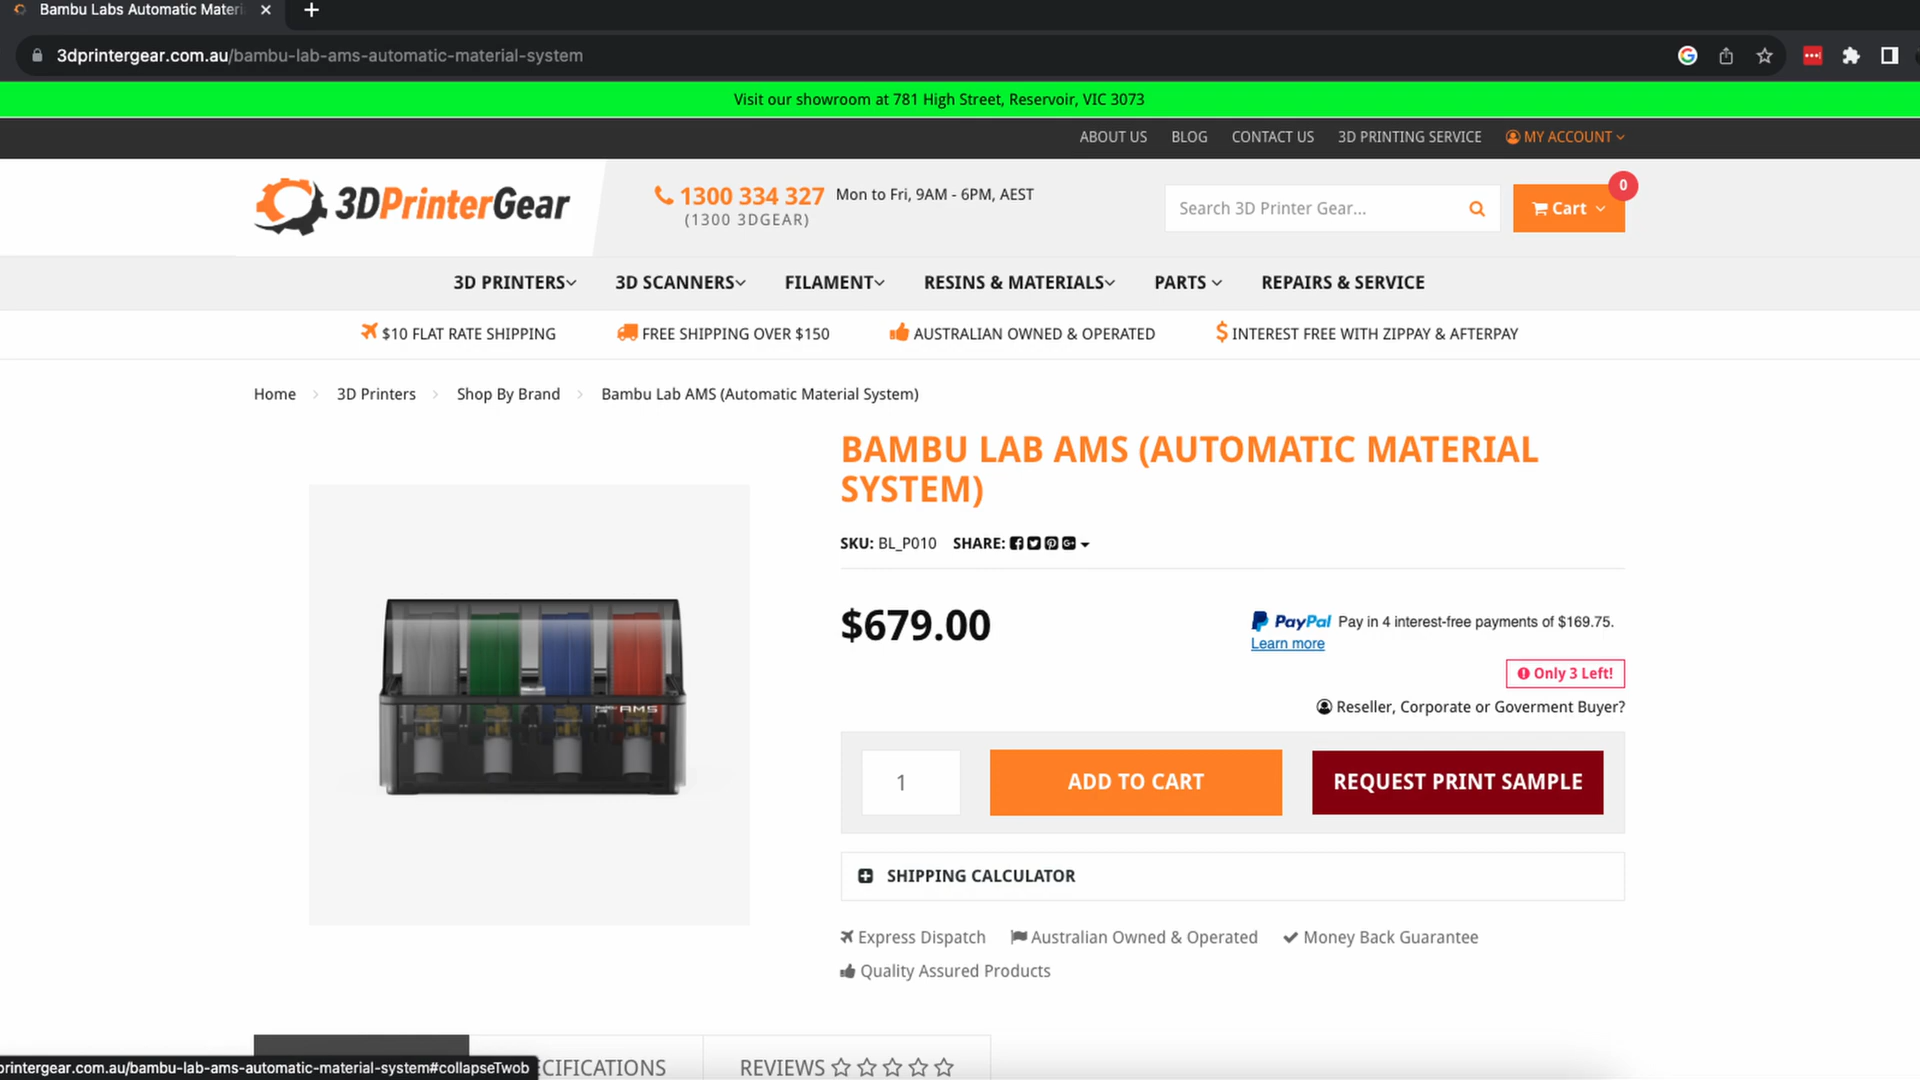 Bambu Labs Automatic Materi
3dprintergear.com.au/bambu-lab-ams-automatic-material-system
Visit our showroom at 781 High Street, Reservoir, VIC 3073
ABOUT US BLOG CONTACT US 3D PRINTING SERVICE MY ACCOUNT
3DPrinterGear
1300 334 327 Mon to Fri, 9AM - 6PM, AEST
(1300 3DGEAR)
Search 3D Printer Gear...
Cart
0
3D PRINTERS 3D SCANNERS FILAMENT RESINS & MATERIALS PARTS REPAIRS & SERVICE
$10 FLAT RATE SHIPPING FREE SHIPPING OVER $150 AUSTRALIAN OWNED & OPERATED INTEREST FREE WITH ZIPPAY & AFTERPAY
Home 3D Printers Shop By Brand Bambu Lab AMS (Automatic Material System)
BAMBU LAB AMS (AUTOMATIC MATERIAL
SYSTEM)
SKU: BL_P010 SHARE:
$679.00
PayPal Pay in 4 interest-free payments of $169.75.
Learn more
Only 3 Left!
Reseller, Corporate or Goverment Buyer?
AMS
1 ADD TO CART REQUEST PRINT SAMPLE
SHIPPING CALCULATOR
Express Dispatch Australian Owned & Operated Money Back Guarantee
Quality Assured Products
printergear.com.au/bambu-lab-ams-automatic-material-system#collapseTwob
ECIFICATIONS REVIEWS